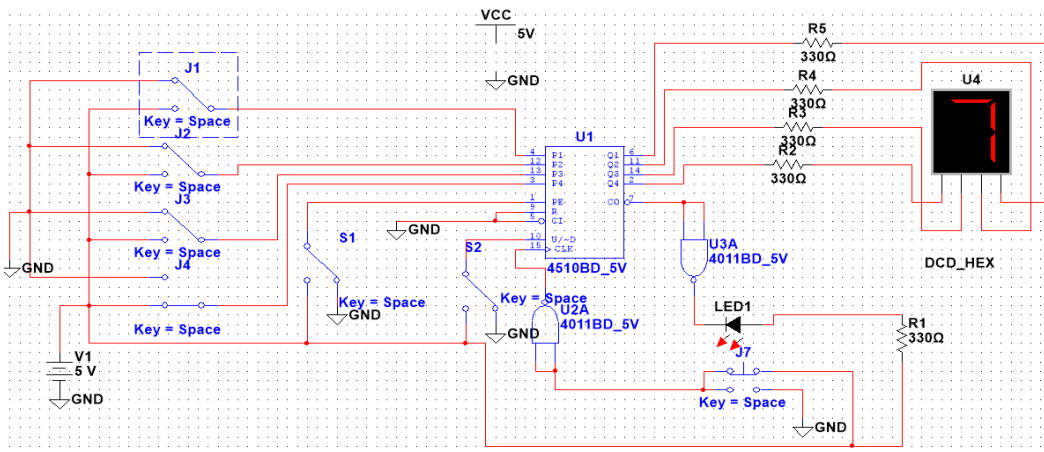 VCC
5V
GND
J1
Key = Space
J2
Key = Space
J3
Key = Space
J4
Key = Space
GND
V1
5 V
GND
S1
Key = Space
GND
S2
Key = Space
GND
U1
4 P1 Q1 6
12 P2 Q2 11
13 P3 Q3 14
3 P4 Q4 2
1 PE CO 7
9 R
5 CI
10 U/~D
15 CLK
4510BD_5V
GND
U2A
4011BD_5V
U3A
4011BD_5V
LED1
R1
330Ω
J7
Key = Space
GND
R5
330Ω
R4
330Ω
R3
330Ω
R2
330Ω
U4
DCD_HEX